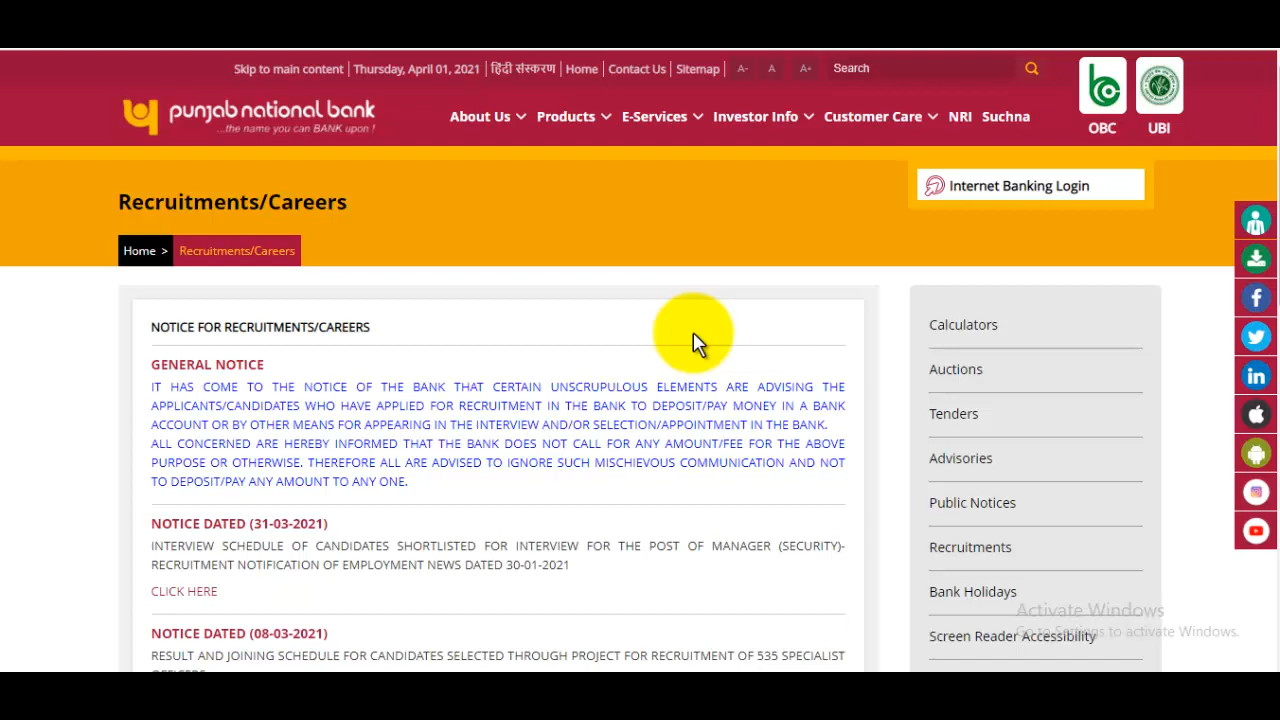 Skip to main content | Thursday, April 01, 2021 | हिंदी संस्करण | Home | Contact Us | Sitemap | A- A A+ Search
punjab national bank
...the name you can BANK upon !
About Us Products E-Services Investor Info Customer Care NRI Suchna
OBC UBI
Internet Banking Login
Recruitments/Careers
Home > Recruitments/Careers
NOTICE FOR RECRUITMENTS/CAREERS
GENERAL NOTICE
IT HAS COME TO THE NOTICE OF THE BANK THAT CERTAIN UNSCRUPULOUS ELEMENTS ARE ADVISING THE
APPLICANTS/CANDIDATES WHO HAVE APPLIED FOR RECRUITMENT IN THE BANK TO DEPOSIT/PAY MONEY IN A BANK
ACCOUNT OR BY OTHER MEANS FOR APPEARING IN THE INTERVIEW AND/OR SELECTION/APPOINTMENT IN THE BANK.
ALL CONCERNED ARE HEREBY INFORMED THAT THE BANK DOES NOT CALL FOR ANY AMOUNT/FEE FOR THE ABOVE
PURPOSE OR OTHERWISE. THEREFORE ALL ARE ADVISED TO IGNORE SUCH MISCHIEVOUS COMMUNICATION AND NOT
TO DEPOSIT/PAY ANY AMOUNT TO ANY ONE.
NOTICE DATED (31-03-2021)
INTERVIEW SCHEDULE OF CANDIDATES SHORTLISTED FOR INTERVIEW FOR THE POST OF MANAGER (SECURITY)-
RECRUITMENT NOTIFICATION OF EMPLOYMENT NEWS DATED 30-01-2021
CLICK HERE
NOTICE DATED (08-03-2021)
RESULT AND JOINING SCHEDULE FOR CANDIDATES SELECTED THROUGH PROJECT FOR RECRUITMENT OF 535 SPECIALIST
OFFICERS
Calculators
Auctions
Tenders
Advisories
Public Notices
Recruitments
Bank Holidays
Screen Reader Accessibility
Activate Windows
Go to Settings to activate Windows.